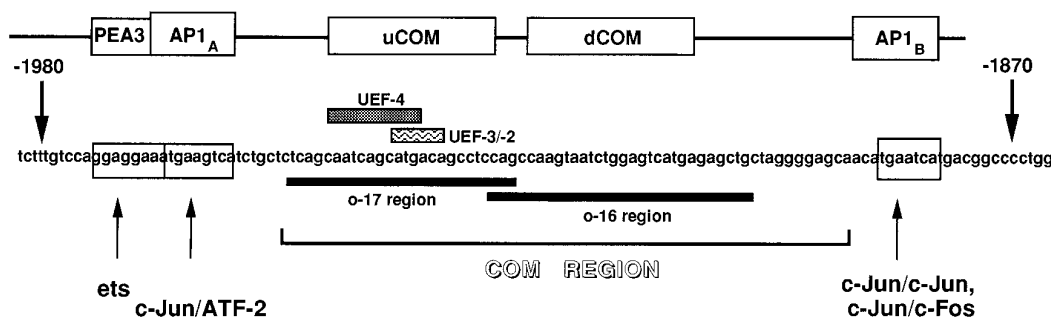 PEA3 AP1A uCOM dCOM AP1B
-1980 -1870
UEF-4
UEF-3/-2
tctttgtccaggaggaaatgaagtcatctgctctcagcaatcagcatgacagcctccagccaagtaatctggagtcatgagagctgctaggggagcaacatgaatcatgacggcccctgg
o-17 region
o-16 region
COM REGION
ets
c-Jun/ATF-2
c-Jun/c-Jun,
c-Jun/c-Fos